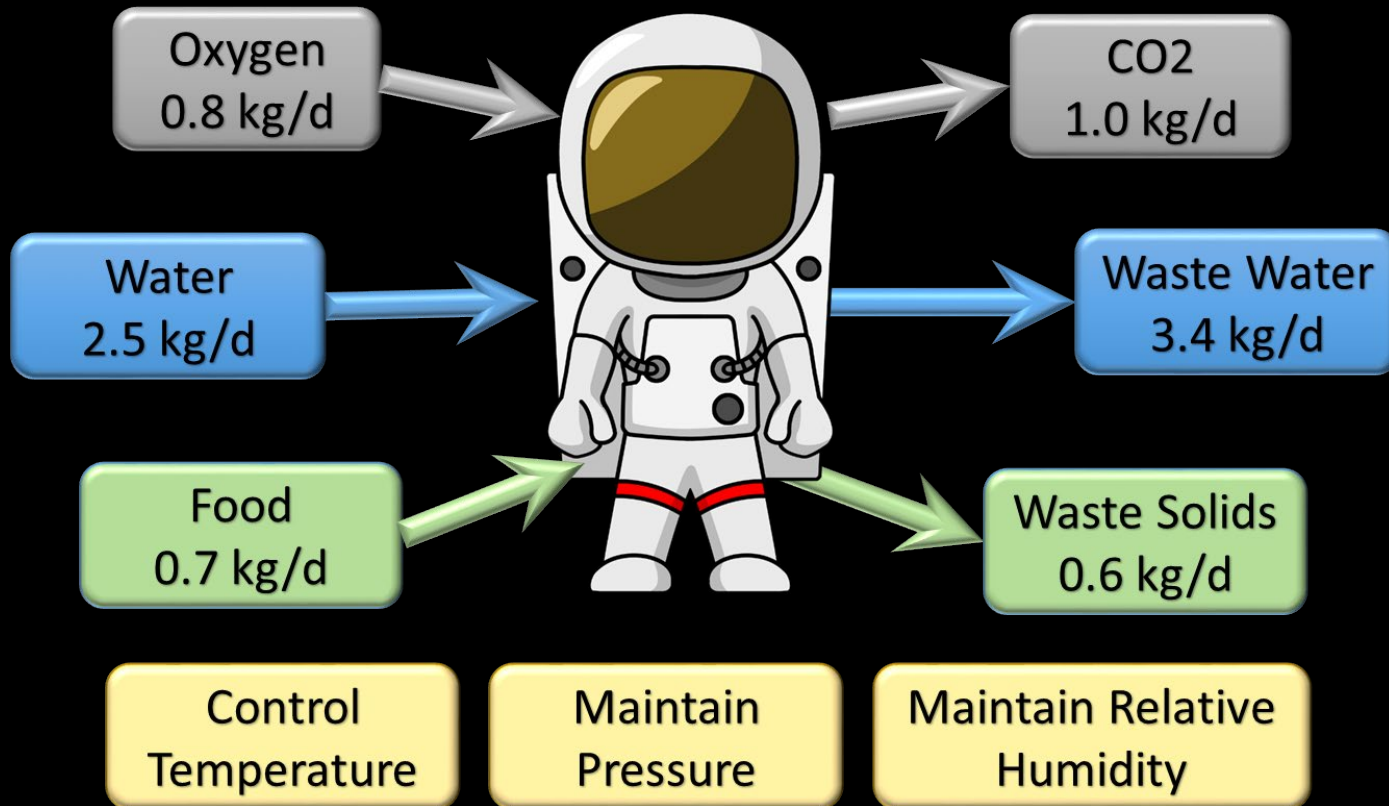 Oxygen
0.8 kg/d
CO2
1.0 kg/d
Water
2.5 kg/d
Waste Water
3.4 kg/d
Food
0.7 kg/d
Waste Solids
0.6 kg/d
Control
Temperature
Maintain
Pressure
Maintain Relative
Humidity